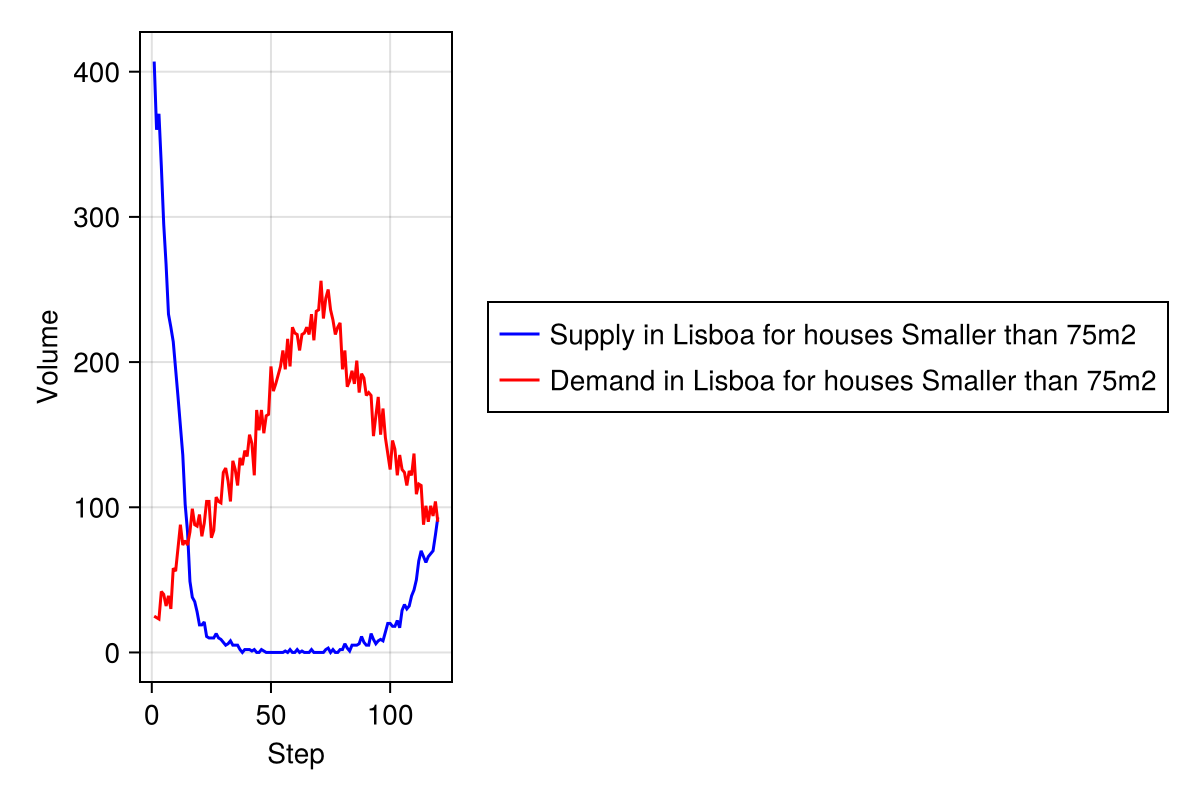 400
300
200
100
0
Volume
0 50 100
Step
Supply in Lisboa for houses Smaller than 75m2
Demand in Lisboa for houses Smaller than 75m2